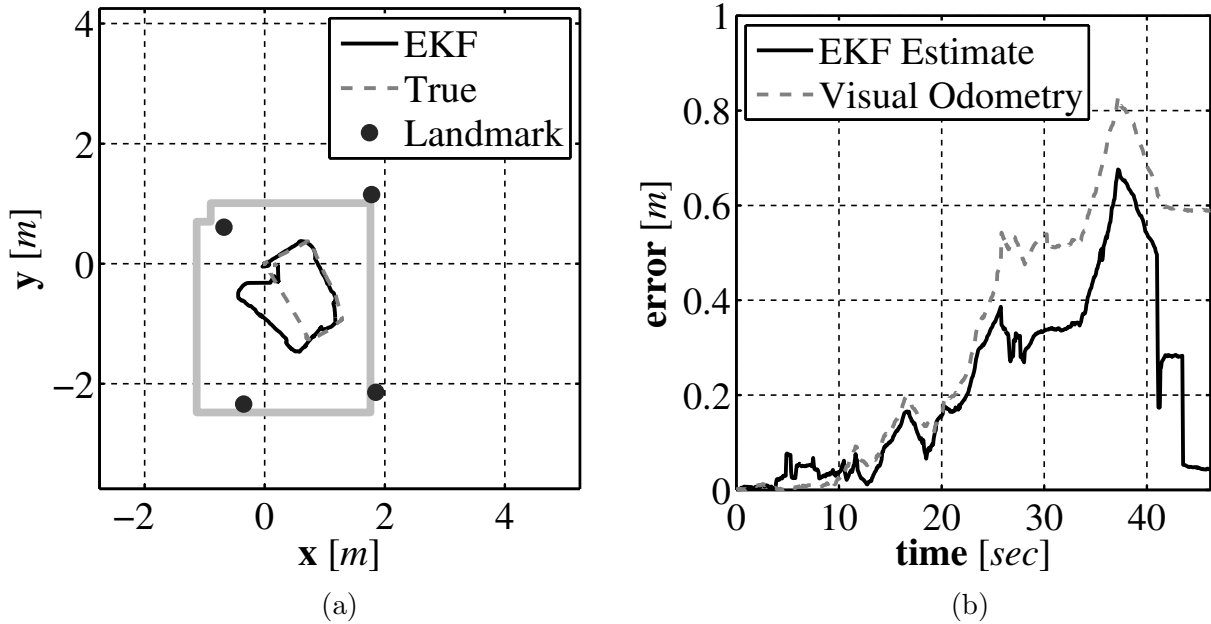 4
2
0
−2
y [m]
−2
0
2
4
x [m]
EKF
True
Landmark
(a)
1
0.8
0.6
0.4
0.2
0
error [m]
0
10
20
30
40
time [sec]
EKF Estimate
Visual Odometry
(b)